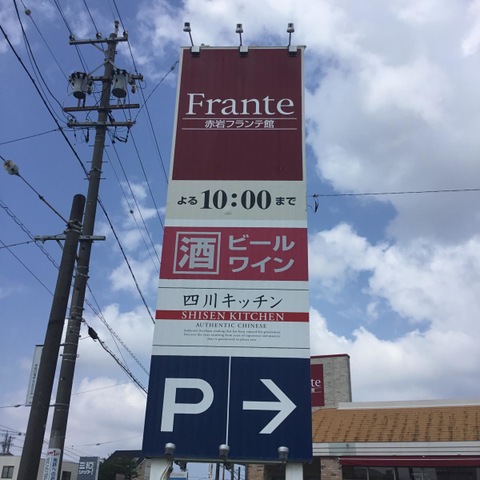 Frante
赤岩フランテ館
よる10:00まで
酒 ビール
ワイン
四川キッチン
SHISEN KITCHEN
AUTHENTIC CHINESE
P →